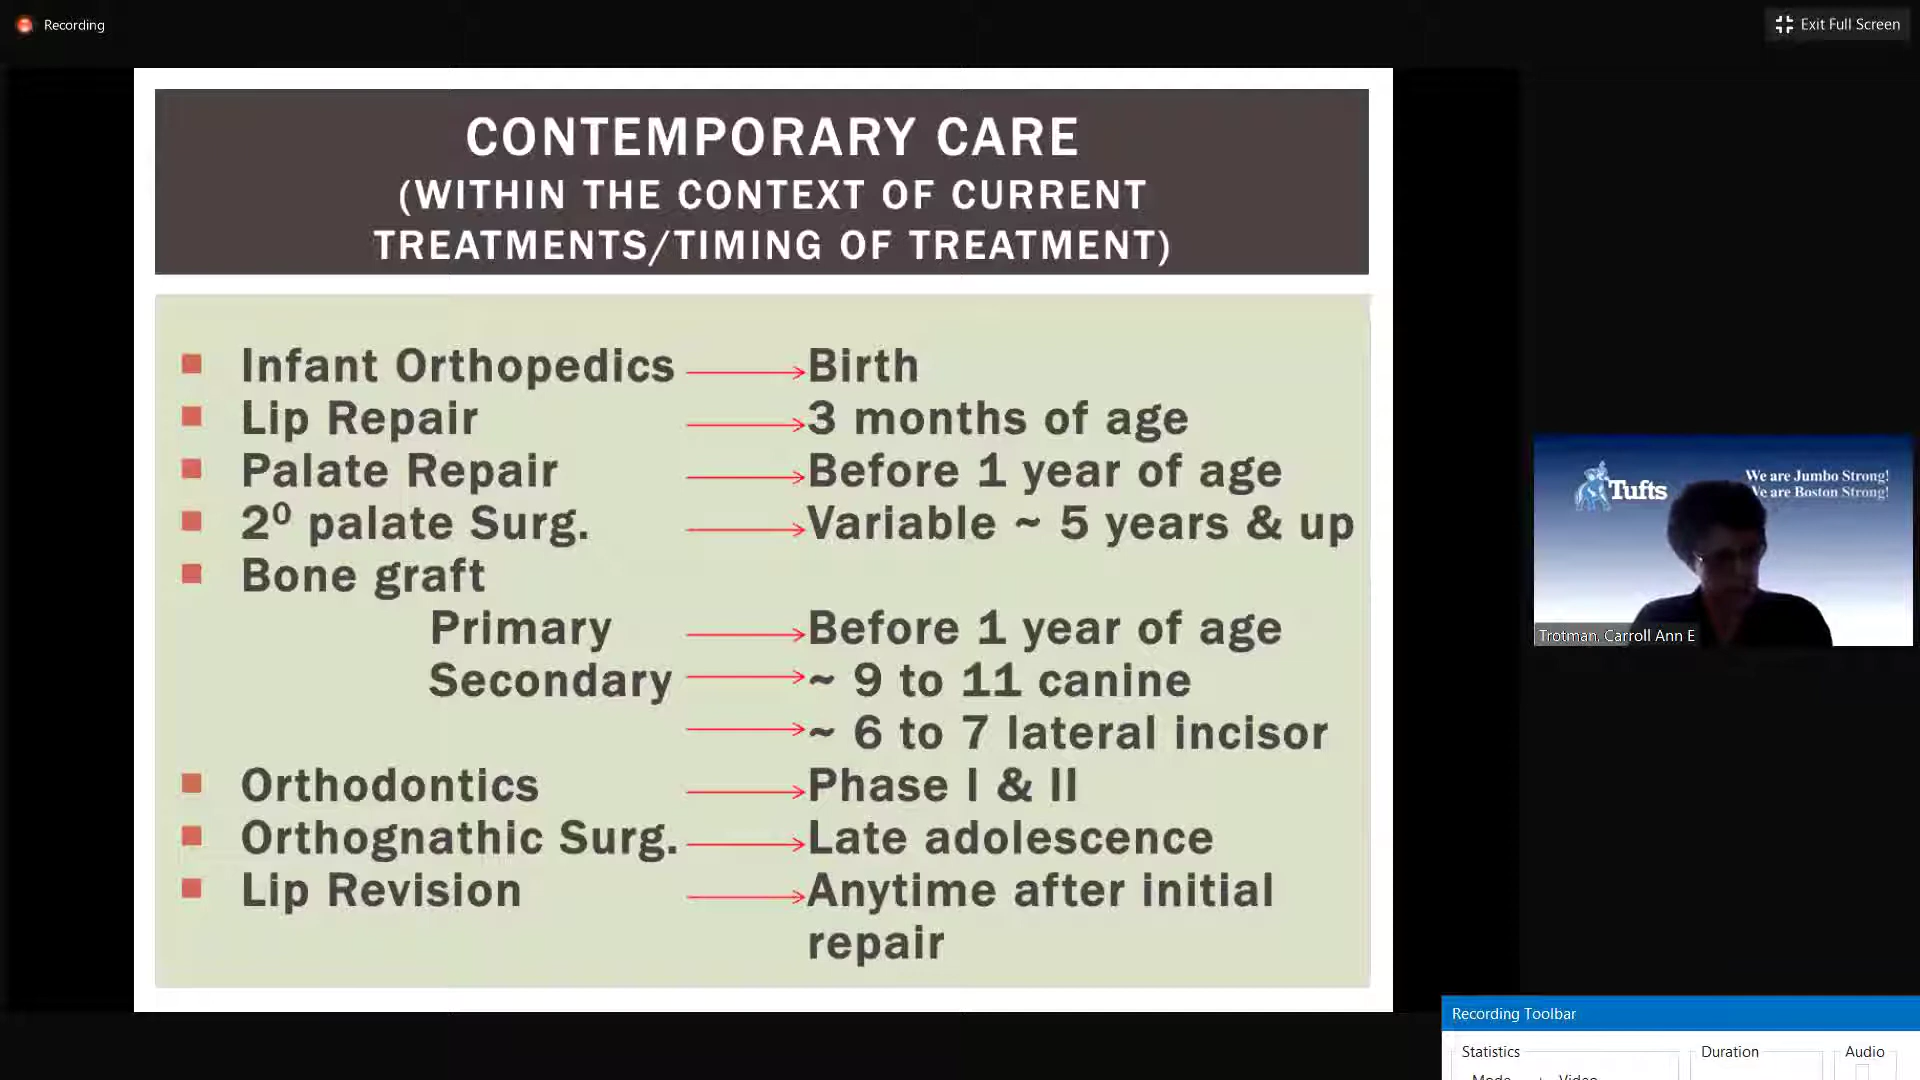 Recording
Exit Full Screen
CONTEMPORARY CARE
(WITHIN THE CONTEXT OF CURRENT
TREATMENTS/TIMING OF TREATMENT)
Infant Orthopedics Birth
Lip Repair 3 months of age
Palate Repair Before 1 year of age
2⁰ palate Surg. Variable ~ 5 years & up
Bone graft
Primary Before 1 year of age
Secondary ~ 9 to 11 canine
~ 6 to 7 lateral incisor
Orthodontics Phase I & II
Orthognathic Surg. Late adolescence
Lip Revision Anytime after initial
repair
Tufts
We are Jumbo Strong!
We are Boston Strong!
Trotman, Carroll Ann E
Recording Toolbar
Statistics Duration Audio
Mode Video